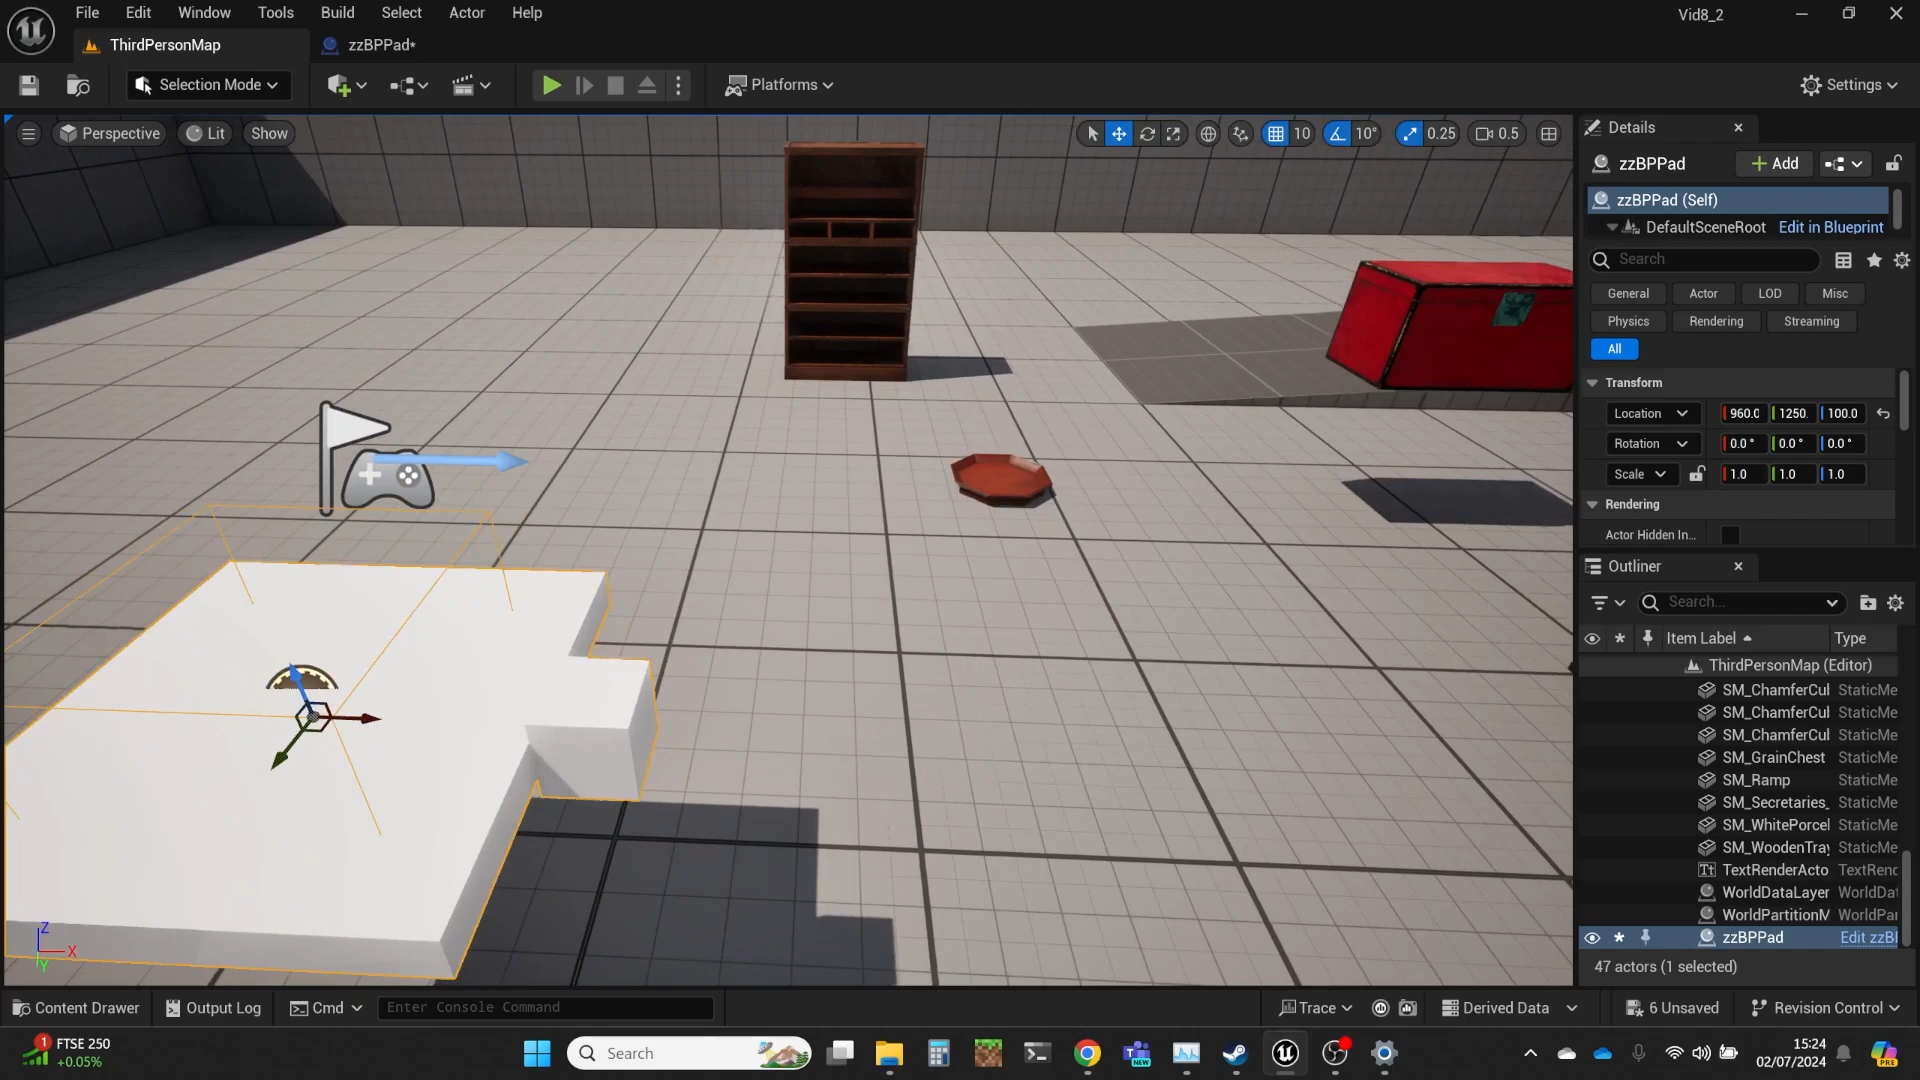 File Edit Window Tools Build Select Actor Help
Vid8_2
ThirdPersonMap
zzBPPad*
Selection Mode
Platforms
Settings
Perspective
Lit
Show
10
10°
0.25
0.5
Details
zzBPPad
Add
zzBPPad (Self)
DefaultSceneRoot
Edit in Blueprint
Search
General
Actor
LOD
Misc
Physics
Rendering
Streaming
All
Transform
Location
960.0
1250.
100.0
Rotation
0.0 °
0.0 °
0.0 °
Scale
1.0
1.0
1.0
Rendering
Actor Hidden In...
Outliner
Search...
Item Label
Type
ThirdPersonMap (Editor)
SM_ChamferCul StaticMe
SM_ChamferCul StaticMe
SM_ChamferCul StaticMe
SM_GrainChest StaticMe
SM_Ramp StaticMe
SM_Secretaries_ StaticMe
SM_WhitePorcel StaticMe
SM_WoodenTray StaticMe
Tt TextRenderActo TextRend
WorldDataLayer WorldDat
WorldPartitionM WorldPar
zzBPPad Edit zzBI
47 actors (1 selected)
Z
X
Y
Content Drawer
Output Log
Cmd
Enter Console Command
Trace
Derived Data
6 Unsaved
Revision Control
1
FTSE 250
+0.05%
Search
NEW
15:24
02/07/2024
PRE